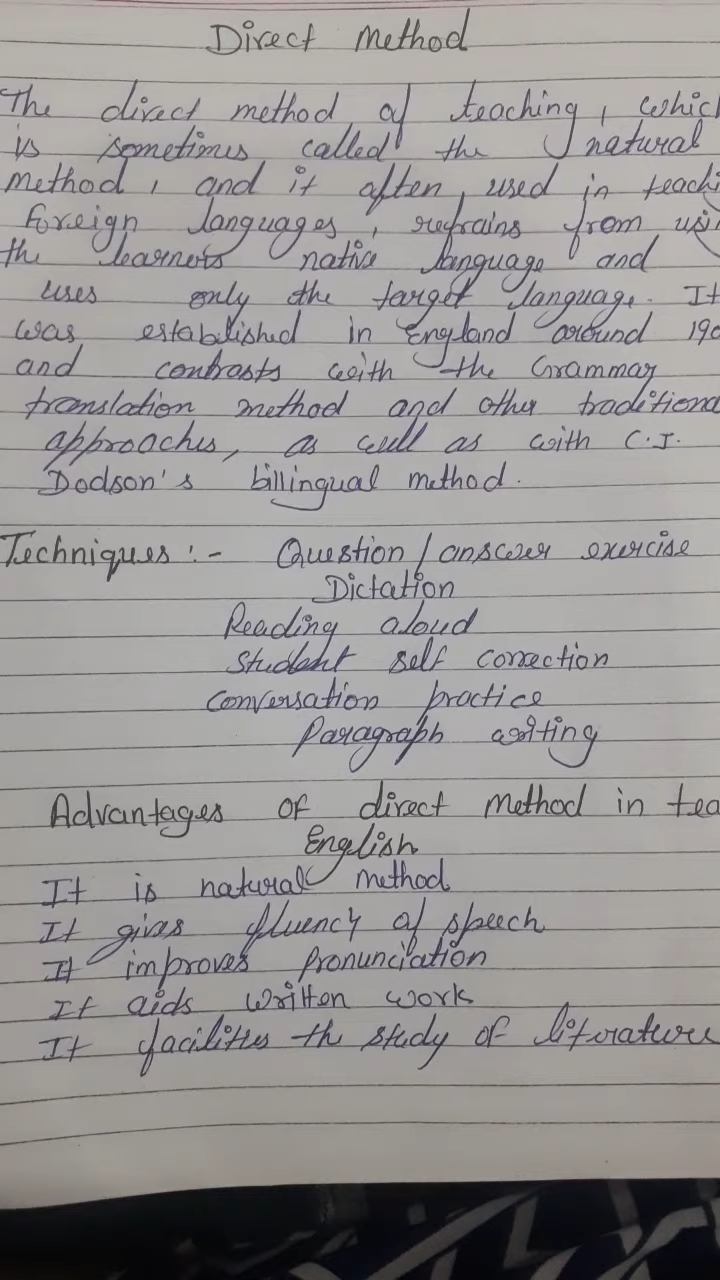 Direct Method
The direct method of teaching, which
is sometimes called the natural
method, and it often used in teachi
foreign languages, refrains from usi
the learners native language and
uses only the target language. It
was established in England around 190
and contrasts with the Grammar
translation method and other traditiona
approaches, as well as with C.J.
Dodson's billingual method.
Techniques :- Question / answer exercise
Dictation
Reading aloud
Student self correction
Conversation practice
Paragraph writing
Advantages of direct method in tea
English
It is natural method
It gives fluency of speech
It improves pronunciation
It aids written work
It facilities the study of literature